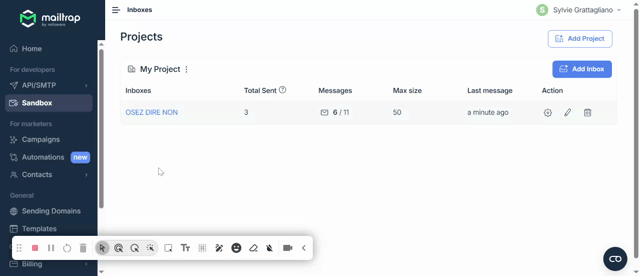 mailtrap
by railsware
Inboxes
Sylvie Grattagliano
S
Home
For developers
API/SMTP
Sandbox
For marketers
Campaigns
Automations new
Contacts
General
Sending Domains
Templates
Billing
Projects
Add Project
My Project
Add Inbox
Inboxes Total Sent Messages Max size Last message Action
OSEZ DIRE NON 3 6 / 11 50 a minute ago
Tt